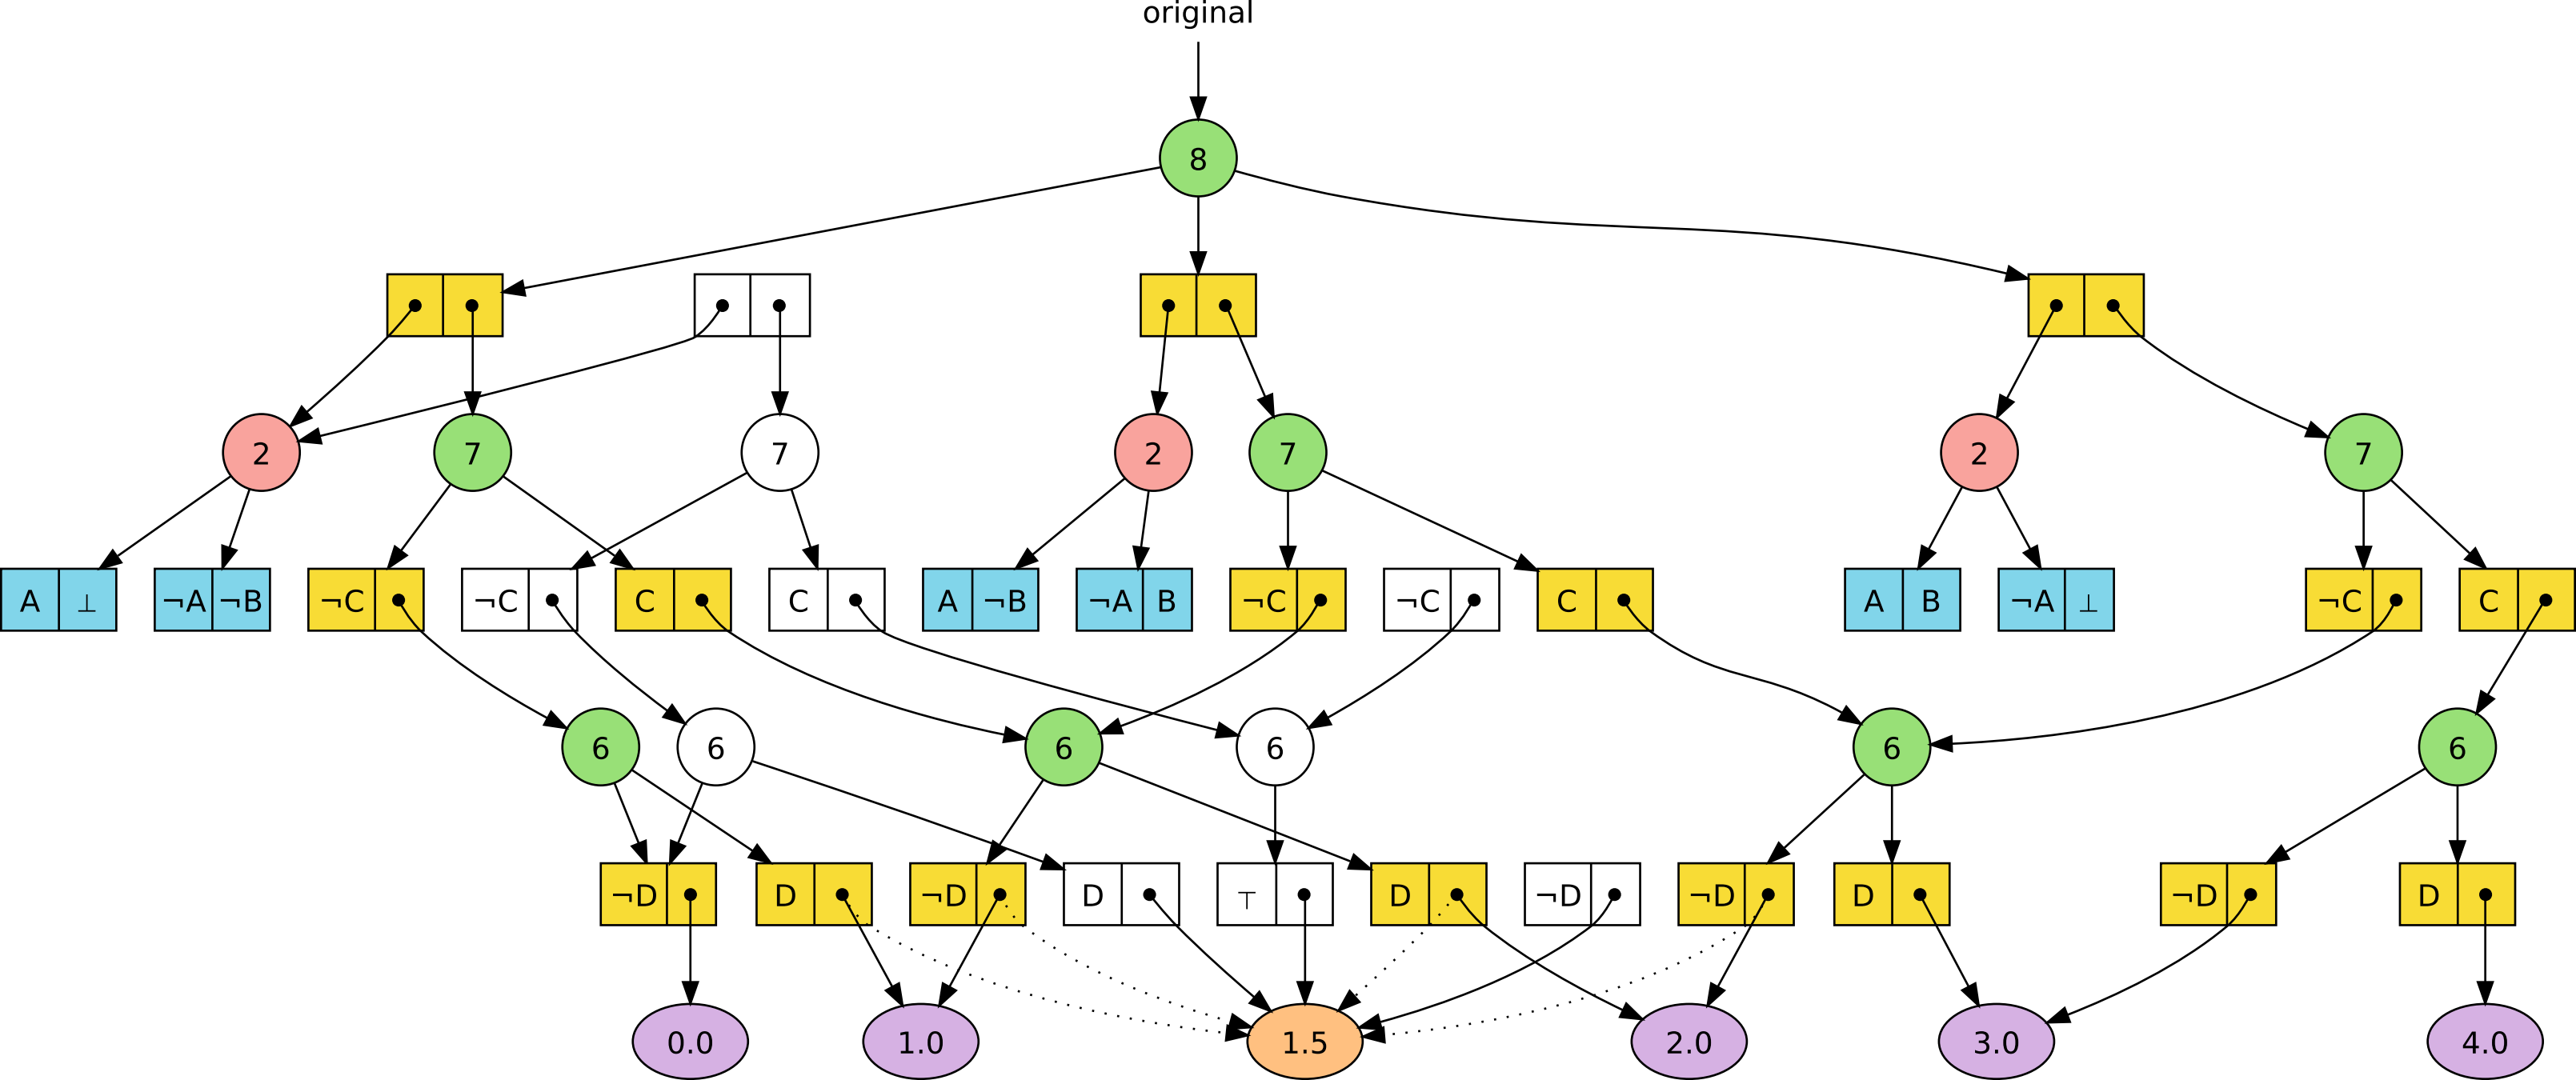 original
8
2 7 7 2 7 2 7
A ⊥ ¬A ¬B ¬C ¬C C C A ¬B ¬A B ¬C ¬C C A B ¬A ⊥ ¬C C
6 6 6 6 6 6
¬D D ¬D D ⊤ D ¬D ¬D D ¬D D
0.0 1.0 1.5 2.0 3.0 4.0